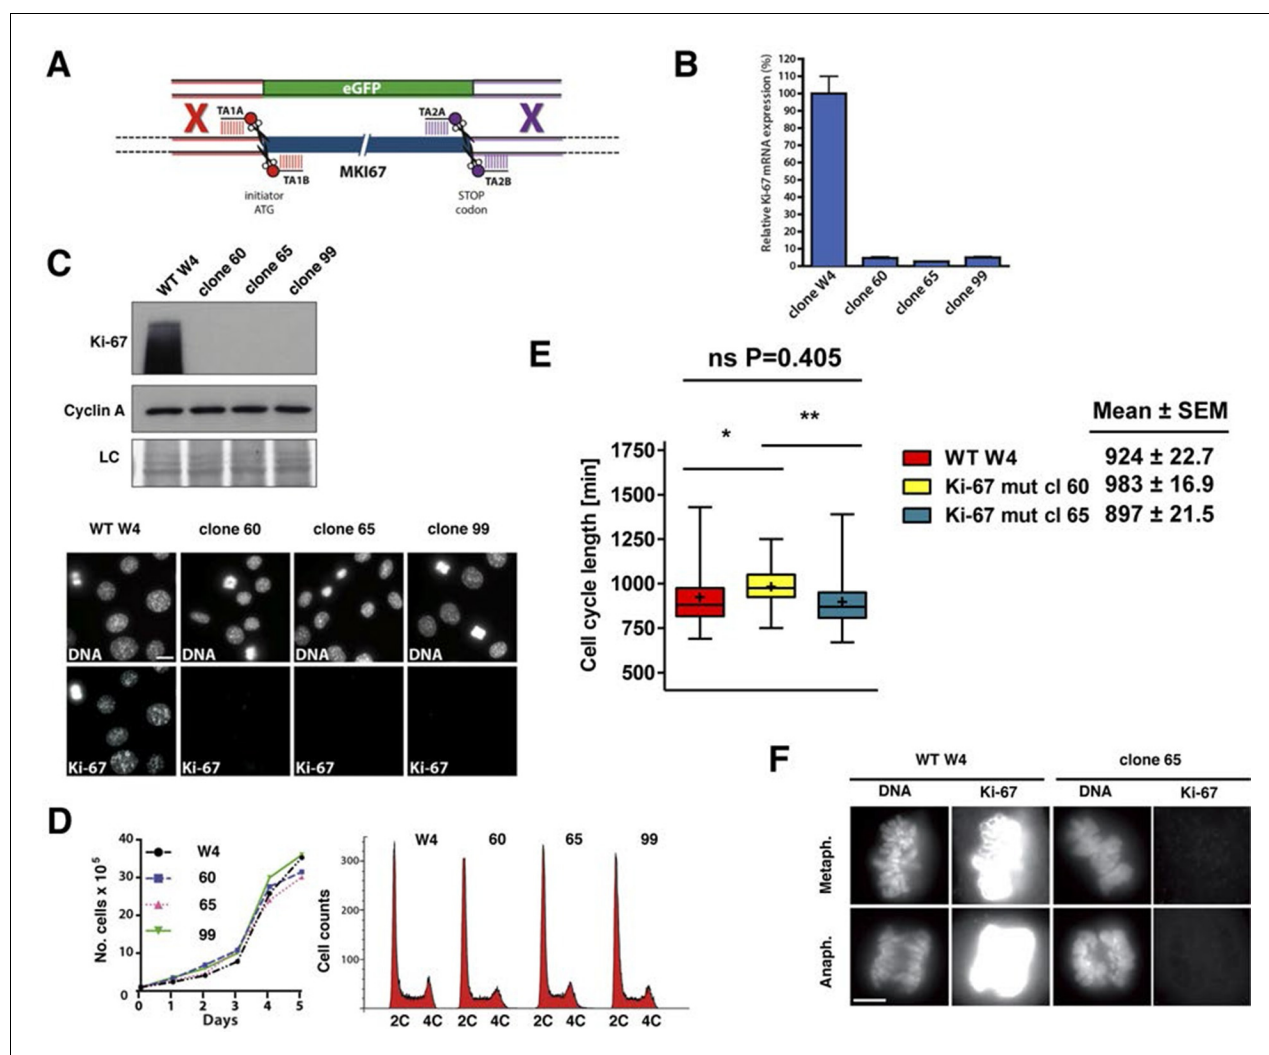 A
eGFP
X
TA1A
TA2A
X
MKI67
TA1B
TA2B
initiator
ATG
STOP
codon
B
Relative Ki-67 mRNA expression (%)
120
110
100
90
80
70
60
50
40
30
20
10
0
clone W4
clone 60
clone 65
clone 99
C
WT W4
clone 60
clone 65
clone 99
Ki-67
Cyclin A
LC
WT W4 clone 60 clone 65 clone 99
DNA DNA DNA DNA
Ki-67 Ki-67 Ki-67 Ki-67
D
No. cells x 10⁵
40
30
20
10
0
0 1 2 3 4 5
Days
W4
60
65
99
Cell counts
300
200
100
W4 60 65 99
2C 4C 2C 4C 2C 4C 2C 4C
E
ns P=0.405
*
**
Cell cycle length [min]
1750
1500
1250
1000
750
500
Mean ± SEM
WT W4 924 ± 22.7
Ki-67 mut cl 60 983 ± 16.9
Ki-67 mut cl 65 897 ± 21.5
F
WT W4 clone 65
DNA Ki-67 DNA Ki-67
Metaph.
Anaph.